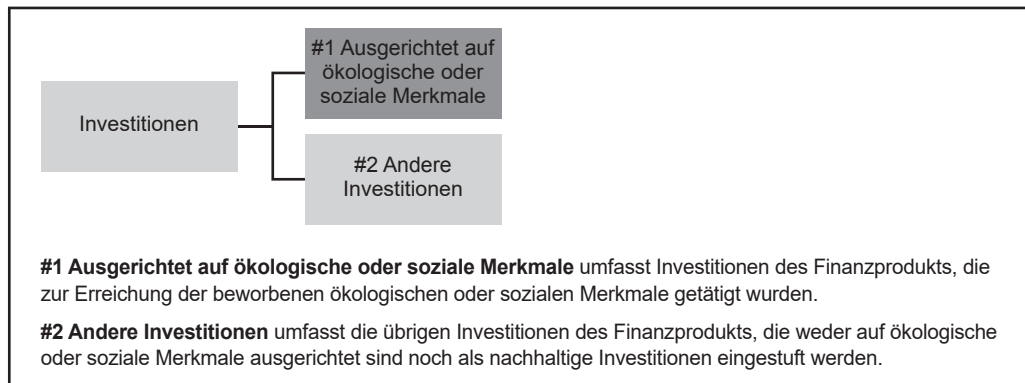 #1 Ausgerichtet auf
ökologische oder
soziale Merkmale
Investitionen
#2 Andere
Investitionen
#1 Ausgerichtet auf ökologische oder soziale Merkmale umfasst Investitionen des Finanzprodukts, die
zur Erreichung der beworbenen ökologischen oder sozialen Merkmale getätigt wurden.
#2 Andere Investitionen umfasst die übrigen Investitionen des Finanzprodukts, die weder auf ökologische
oder soziale Merkmale ausgerichtet sind noch als nachhaltige Investitionen eingestuft werden.